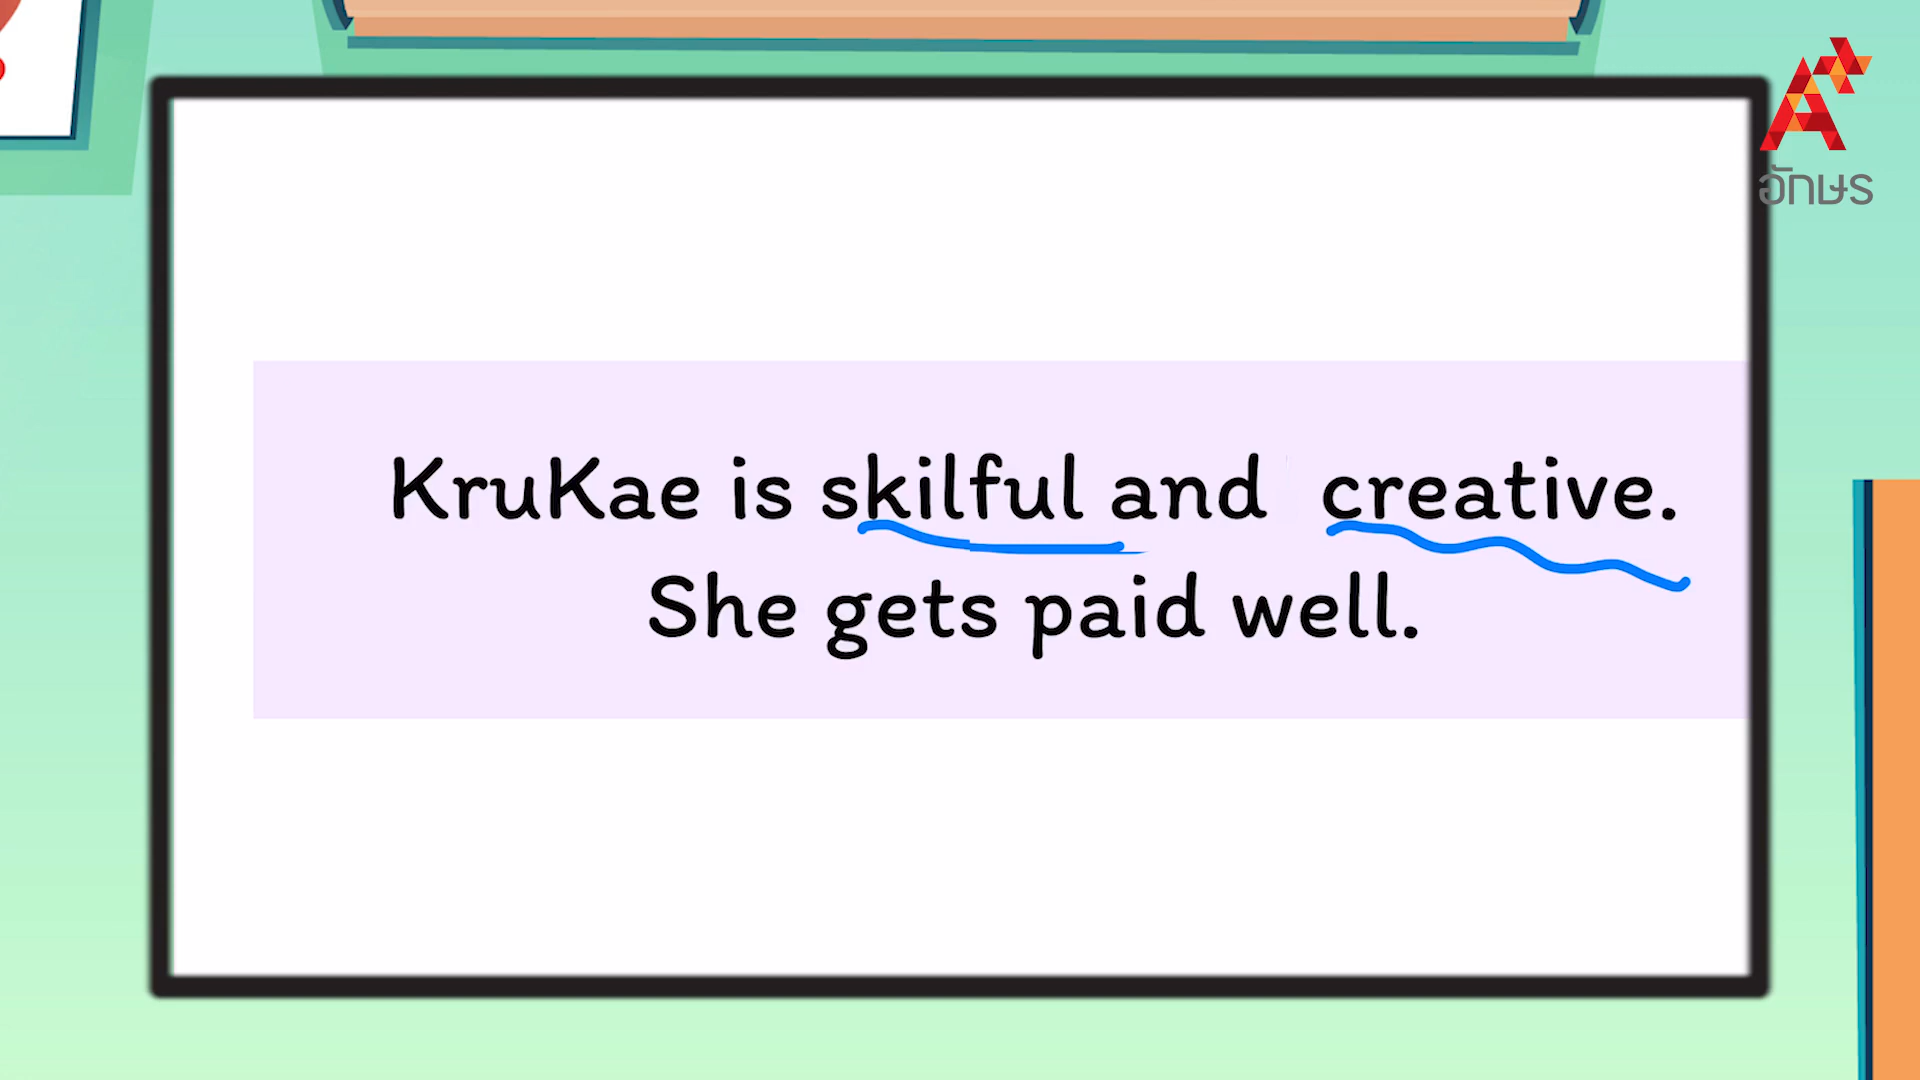 KruKae is skilful and creative.
She gets paid well.
อักษร